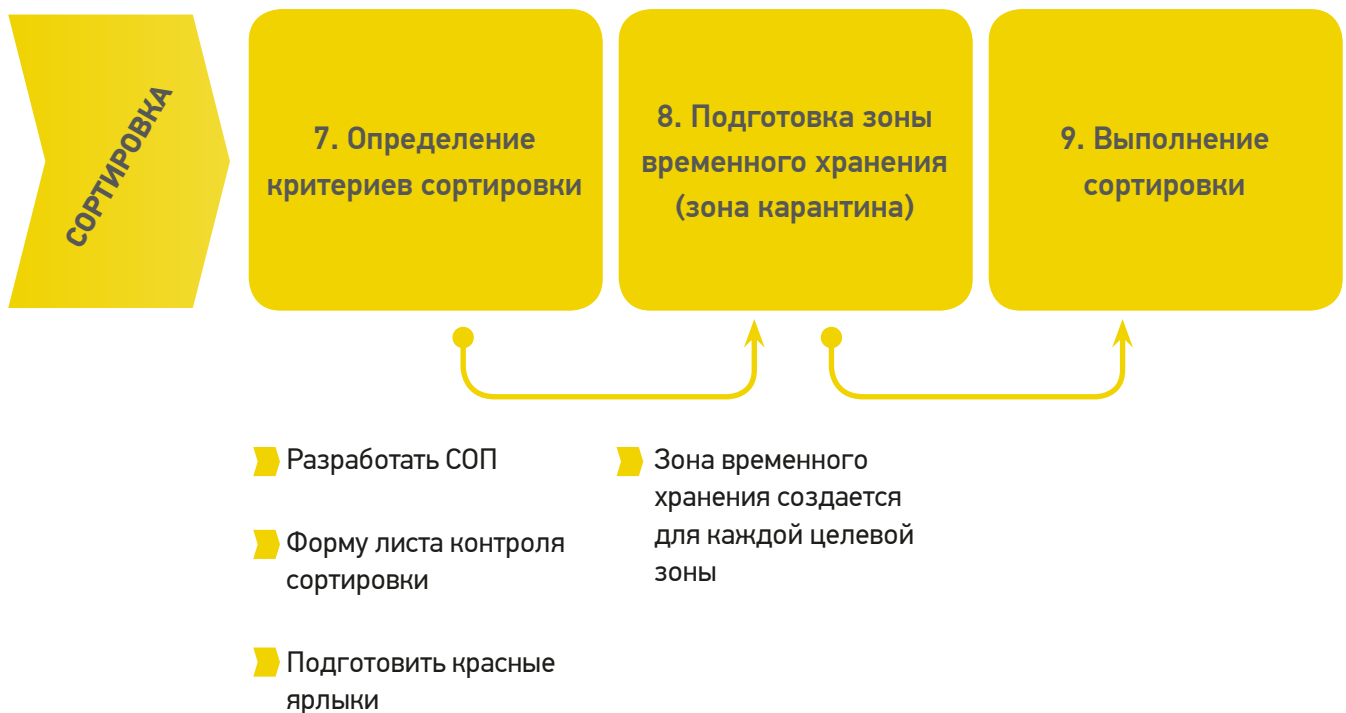 СОРТИРОВКА
7. Определение
критериев сортировки
8. Подготовка зоны
временного хранения
(зона карантина)
9. Выполнение
сортировки
Разработать СОП
Форму листа контроля
сортировки
Подготовить красные
ярлыки
Зона временного
хранения создается
для каждой целевой
зоны